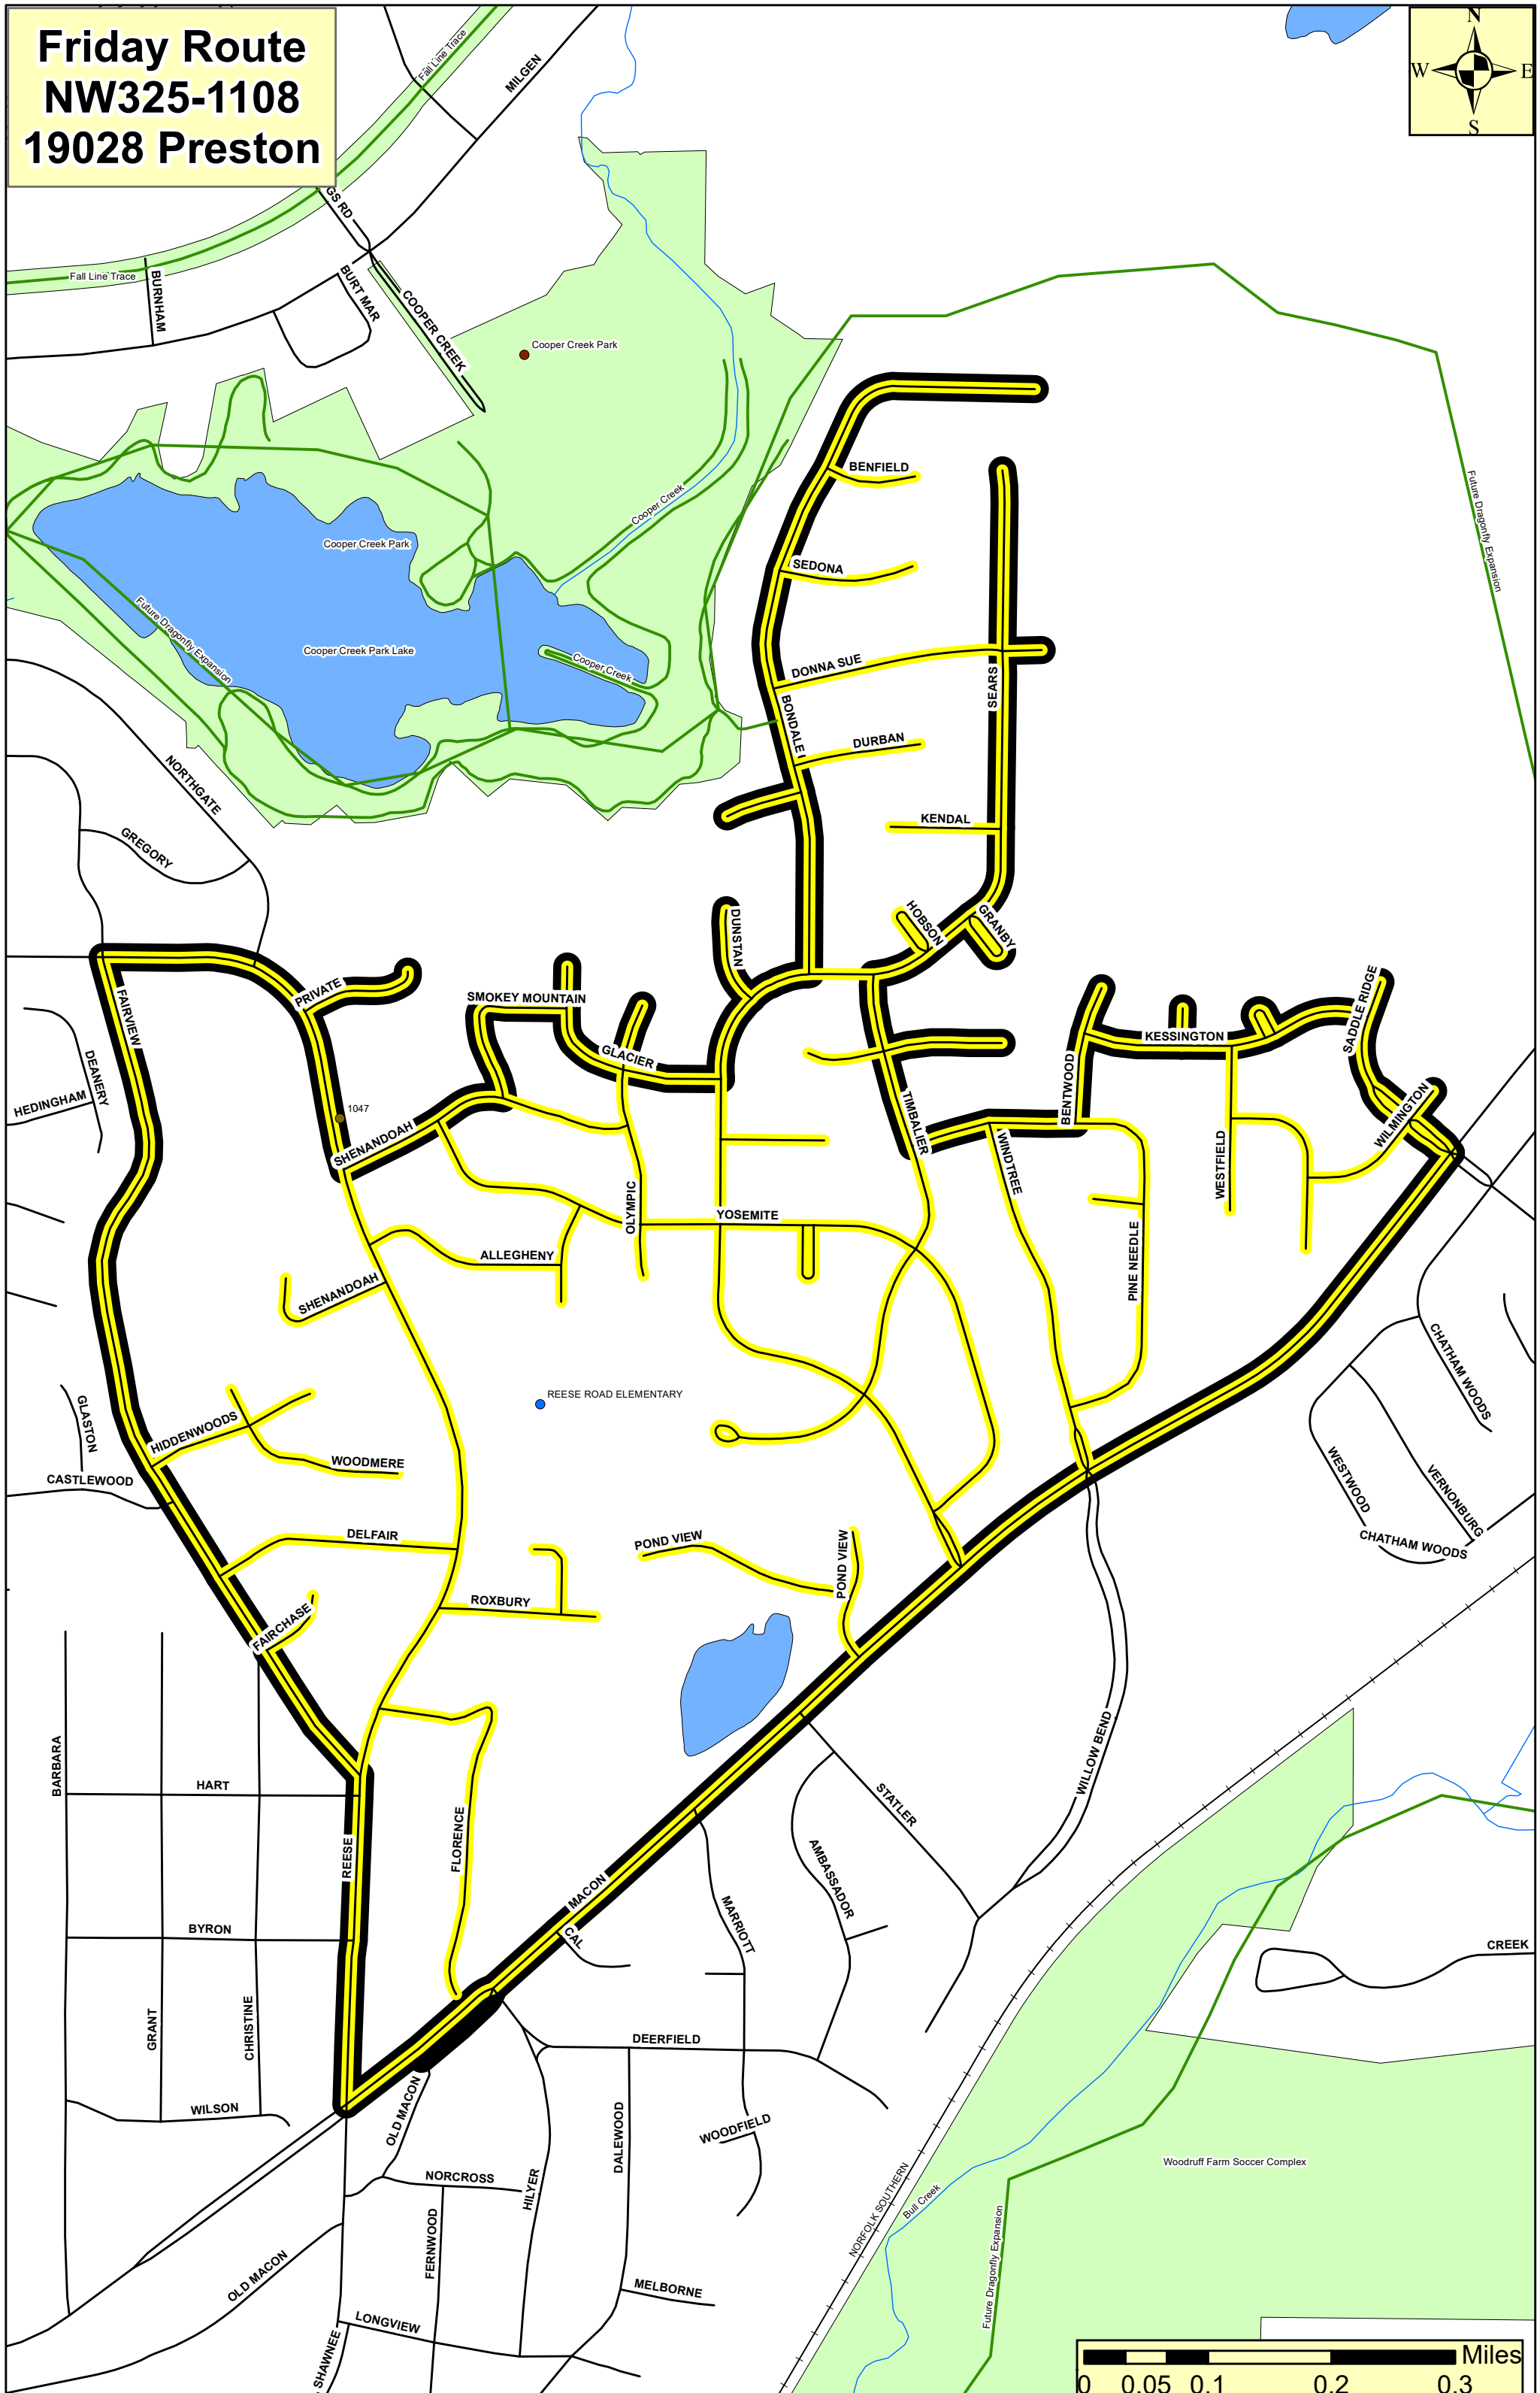 Friday Route
NW325-1108
19028 Preston
N
W
E
S
Fall Line Trace
MILGEN
GS RD
Fall Line Trace
BURNHAM
BURT MAR
COOPER CREEK
Cooper Creek Park
BENFIELD
Future Dragonfly Expansion
Cooper Creek
Cooper Creek Park
SEDONA
Future Dragonfly Expansion
Cooper Creek Park Lake
Cooper Creek
DONNA SUE
SEARS
BONDALE
DURBAN
NORTHGATE
KENDAL
GREGORY
HOBSON
GRANBY
DUNSTAN
PRIVATE
SMOKEY MOUNTAIN
SADDLE RIDGE
FAIRVIEW
KESSINGTON
GLACIER
DEANERY
BENTWOOD
HEDINGHAM
1047
TIMBALIER
WILMINGTON
SHENANDOAH
WINDTREE
WESTFIELD
OLYMPIC
YOSEMITE
ALLEGHENY
PINE NEEDLE
SHENANDOAH
CHATHAM WOODS
REESE ROAD ELEMENTARY
GLASTON
HIDDENWOODS
WOODMERE
CASTLEWOOD
WESTWOOD
VERNONBURG
DELFAIR
POND VIEW
POND VIEW
CHATHAM WOODS
ROXBURY
FAIRCHASE
BARBARA
HART
WILLOW BEND
STATLER
REESE
FLORENCE
AMBASSADOR
MACON
CAL
MARRIOTT
BYRON
CREEK
GRANT
CHRISTINE
DEERFIELD
WILSON
OLD MACON
DALEWOOD
WOODFIELD
NORCROSS
HILYER
Woodruff Farm Soccer Complex
NORFOLK SOUTHERN
Bull Creek
FERNWOOD
Future Dragonfly Expansion
OLD MACON
MELBORNE
LONGVIEW
SHAWNEE
Miles
0 0.05 0.1 0.2 0.3